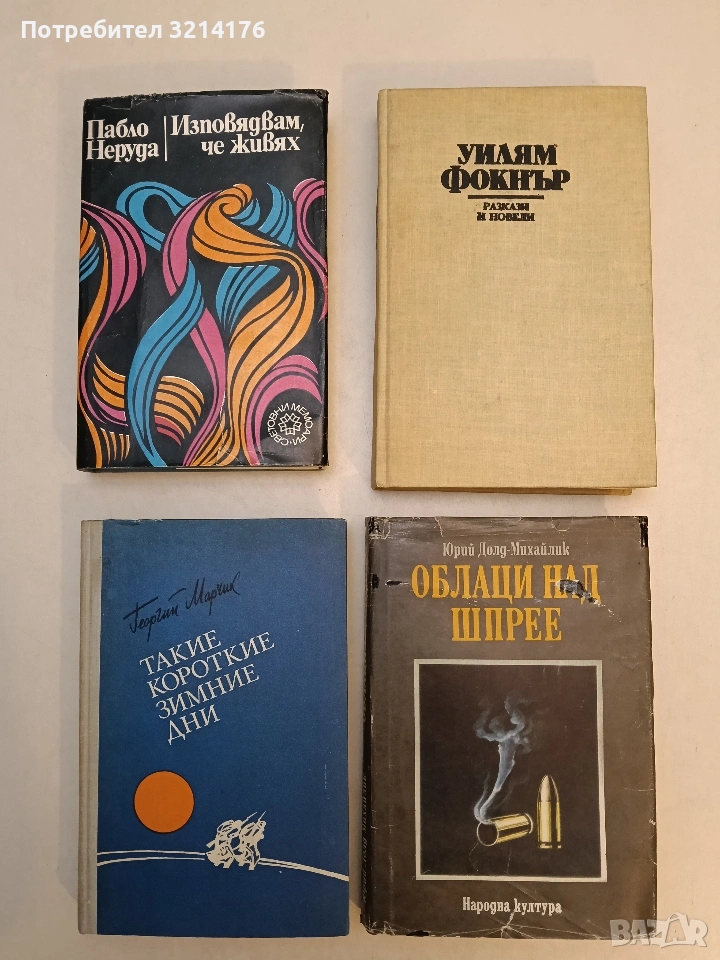 Потребител 3214176
Пабло
Неруда
Изповядвам,
че живях
СВЕТОВНИ МЕМОАРИ
УИЛЯМ
ФОКНЪР
РАЗКАЗИ
И НОВЕЛИ
Георгий Марчик
ТАКИЕ
КОРОТКИЕ
ЗИМНИЕ
ДНИ
Юрий Долд-Михайлик
ОБЛАЦИ НАД
ШПРЕЕ
Народна култура
BAZAR